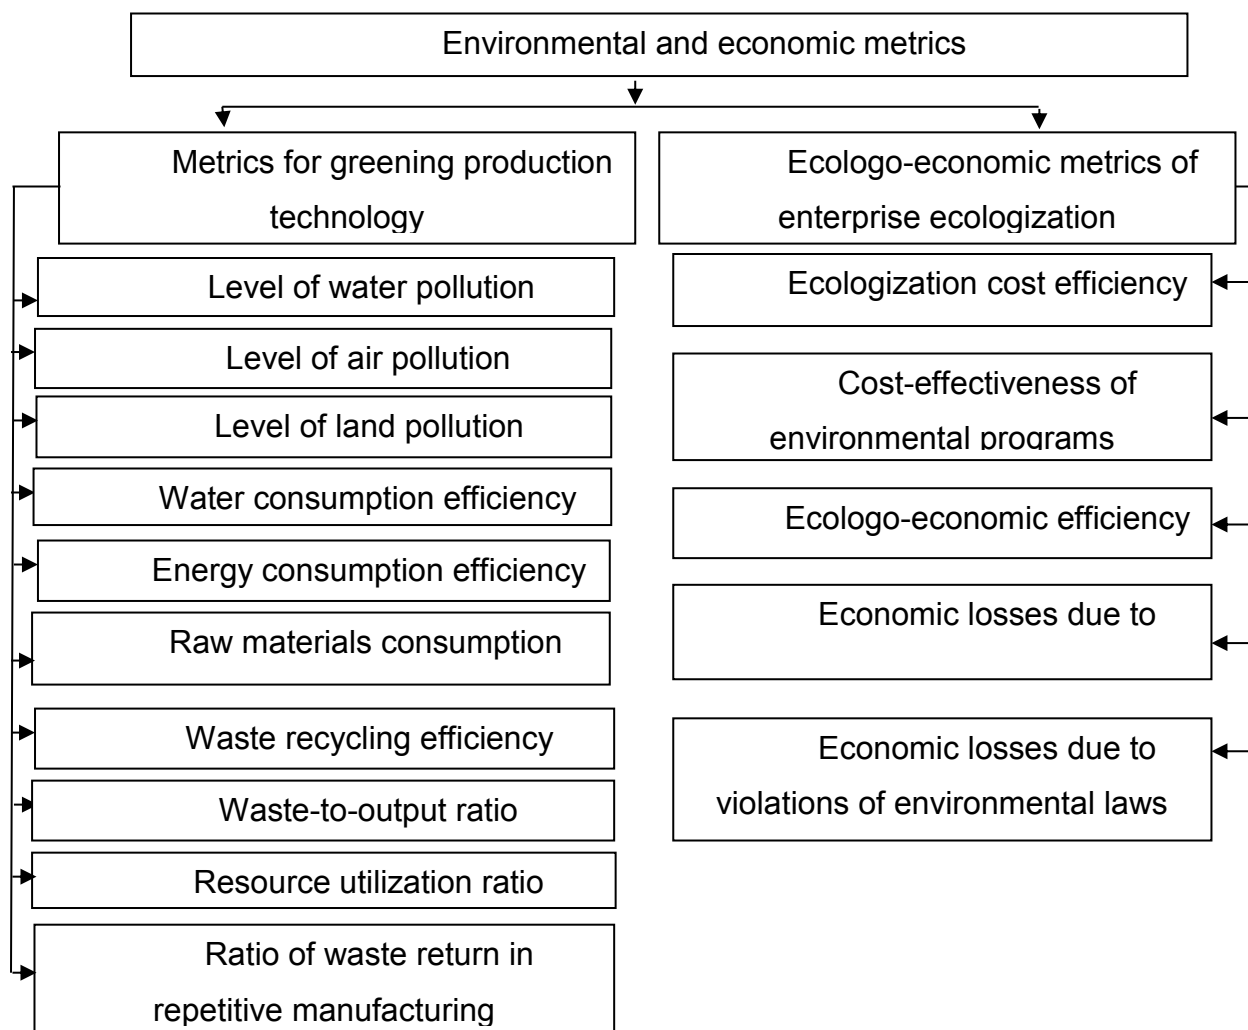 Environmental and economic metrics
Metrics for greening production
technology
Level of water pollution
Level of air pollution
Level of land pollution
Water consumption efficiency
Energy consumption efficiency
Raw materials consumption
Waste recycling efficiency
Waste-to-output ratio
Resource utilization ratio
Ratio of waste return in
repetitive manufacturing
Ecologo-economic metrics of
enterprise ecologization
Ecologization cost efficiency
Cost-effectiveness of
environmental programs
Ecologo-economic efficiency
Economic losses due to
Economic losses due to
violations of environmental laws